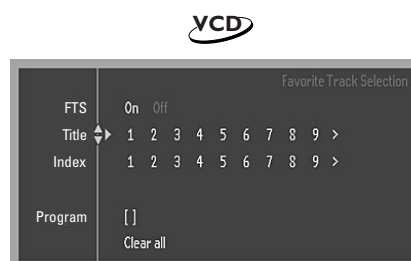 VCD
Favorite Track Selection
FTS On Off
Title 1 2 3 4 5 6 7 8 9 >
Index 1 2 3 4 5 6 7 8 9 >
Program [ ]
Clear all